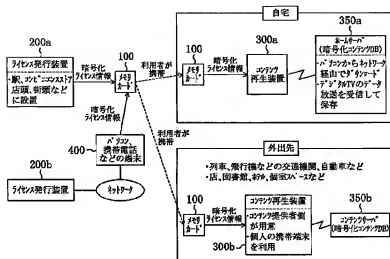 200a
ライセンス発行装置
・駅、コンビニエンスストア
店頭、街頭などに設置
暗号化
ライセンス情報
100
メモリカード
利用者が携帯
利用者が携帯
暗号化
ライセンス情報
400
パソコン、
携帯電話
などの端末
200b
ライセンス発行装置
ネットワーク
自宅
100
メモリカード
暗号化
ライセンス情報
300a
コンテンツ
再生装置
350a
ホームサーバ
(暗号化コンテンツDB)
・パソコンからネットワーク
経由でダウンロード
・デジタルTVのデータ
放送を受信して
保存
外出先
・列車、飛行機などの交通機関、自動車など
・店、図書館、ホテル、個室スペースなど
100
メモリカード
暗号化
ライセンス情報
コンテンツ再生装置
・コンテンツ提供者側
が用意
・個人の携帯端末
を利用
300b
350b
コンテンツサーバ
(暗号化コンテンツDB)